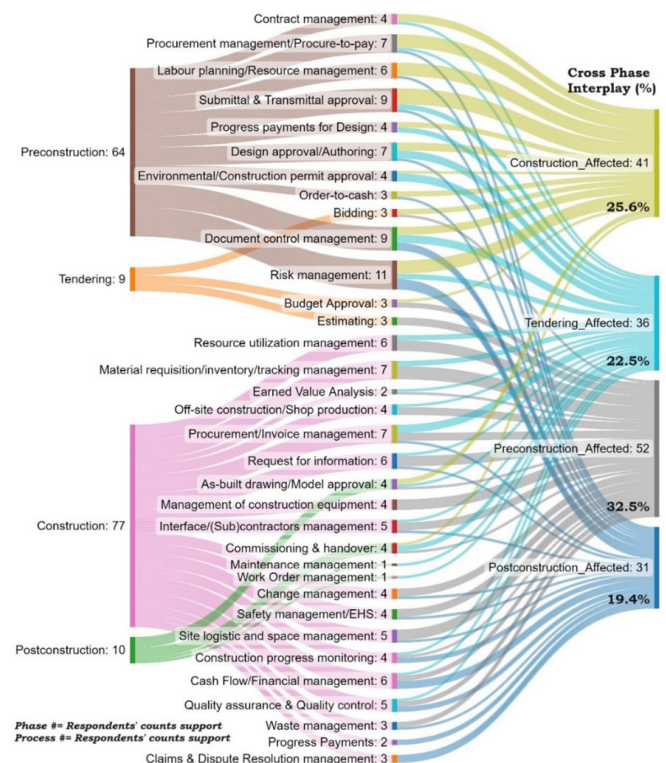 Contract management: 4
Procurement management/Procure-to-pay: 7
Labour planning/Resource management: 6
Submittal & Transmittal approval: 9
Progress payments for Design: 4
Design approval/Authoring: 7
Environmental/Construction permit approval: 4
Order-to-cash: 3
Bidding: 3
Document control management: 9
Risk management: 11
Budget Approval: 3
Estimating: 3
Resource utilization management: 6
Material requisition/inventory/tracking management: 7
Earned Value Analysis: 2
Off-site construction/Shop production: 4
Procurement/Invoice management: 7
Request for information: 6
As-built drawing/Model approval: 4
Management of construction equipment: 4
Interface/(Sub)contractors management: 5
Commissioning & handover: 4
Maintenance management: 1
Work Order management: 1
Change management: 4
Safety management/EHS: 4
Site logistic and space management: 5
Construction progress monitoring: 4
Cash Flow/Financial management: 6
Quality assurance & Quality control: 5
Waste management: 3
Progress Payments: 2
Claims & Dispute Resolution management: 3
Preconstruction: 64
Tendering: 9
Construction: 77
Postconstruction: 10
Cross Phase
Interplay (%)
Construction_Affected: 41
25.6%
Tendering_Affected: 36
22.5%
Preconstruction_Affected: 52
32.5%
Postconstruction_Affected: 31
19.4%
Phase #= Respondents' counts support
Process #= Respondents' counts support